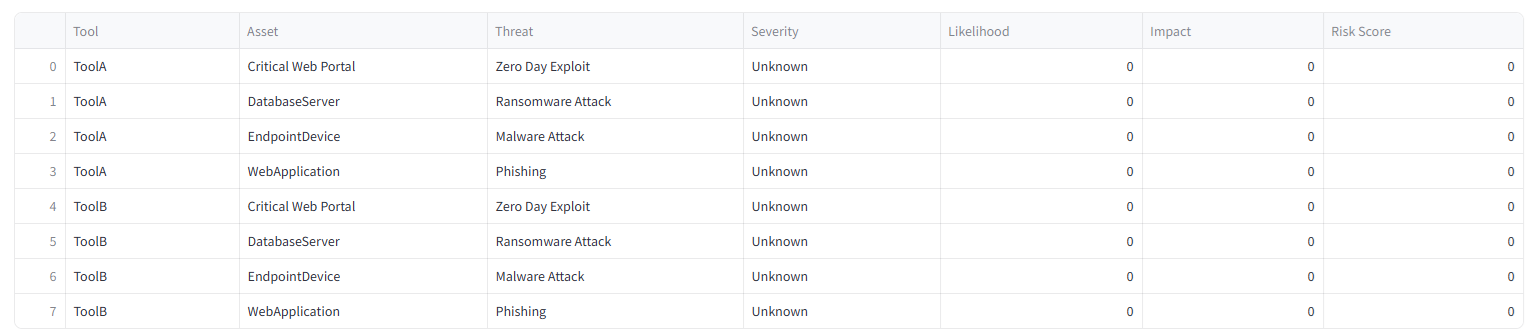 Tool Asset Threat Severity Likelihood Impact Risk Score
0 ToolA Critical Web Portal Zero Day Exploit Unknown 0 0 0
1 ToolA DatabaseServer Ransomware Attack Unknown 0 0 0
2 ToolA EndpointDevice Malware Attack Unknown 0 0 0
3 ToolA WebApplication Phishing Unknown 0 0 0
4 ToolB Critical Web Portal Zero Day Exploit Unknown 0 0 0
5 ToolB DatabaseServer Ransomware Attack Unknown 0 0 0
6 ToolB EndpointDevice Malware Attack Unknown 0 0 0
7 ToolB WebApplication Phishing Unknown 0 0 0